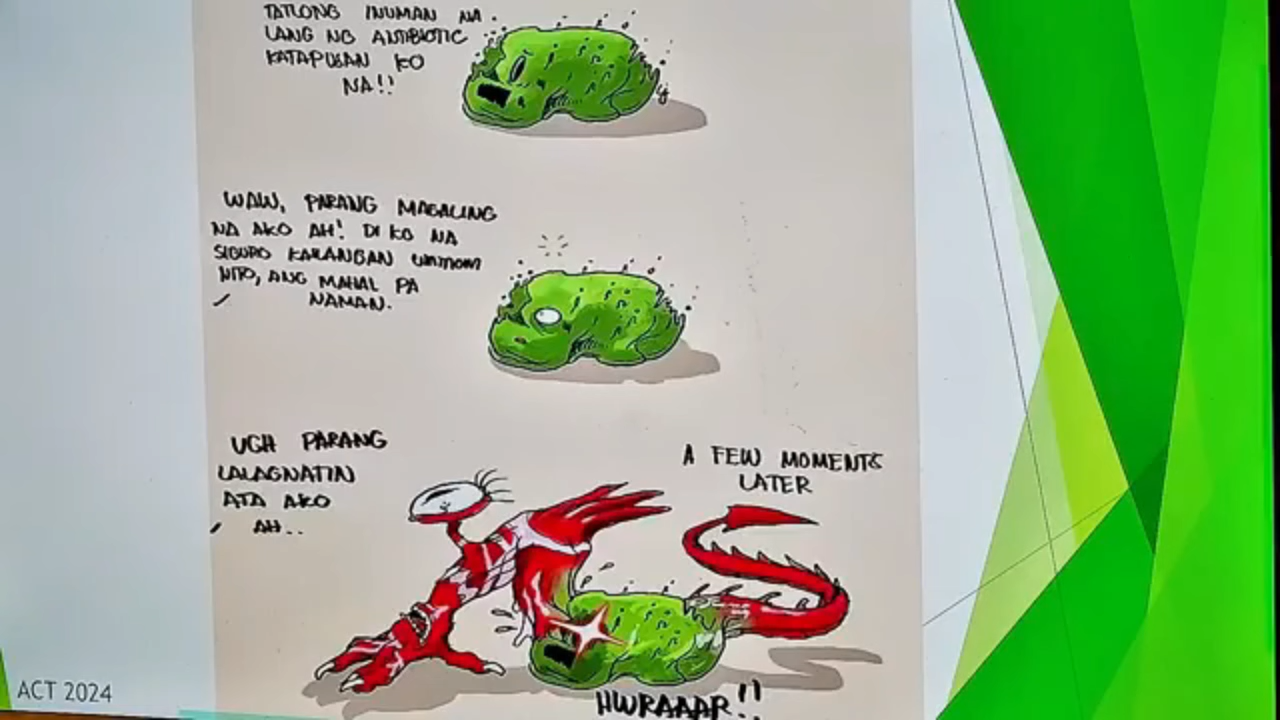 TATLONG INUMAN NA
LANG NG ANTIBIOTIC
KATAPUSAN KO
NA!!
WAW, PARANG MAGALING
NA AKO AH! DI KO NA
SIGURO KAILANGAN UMINOM
NITO, ANG MAHAL PA
NAMAN.
UGH PARANG
LALAGNATIN
ATA AKO
AH..
A FEW MOMENTS
LATER
HWRAAAR!!
ACT 2024